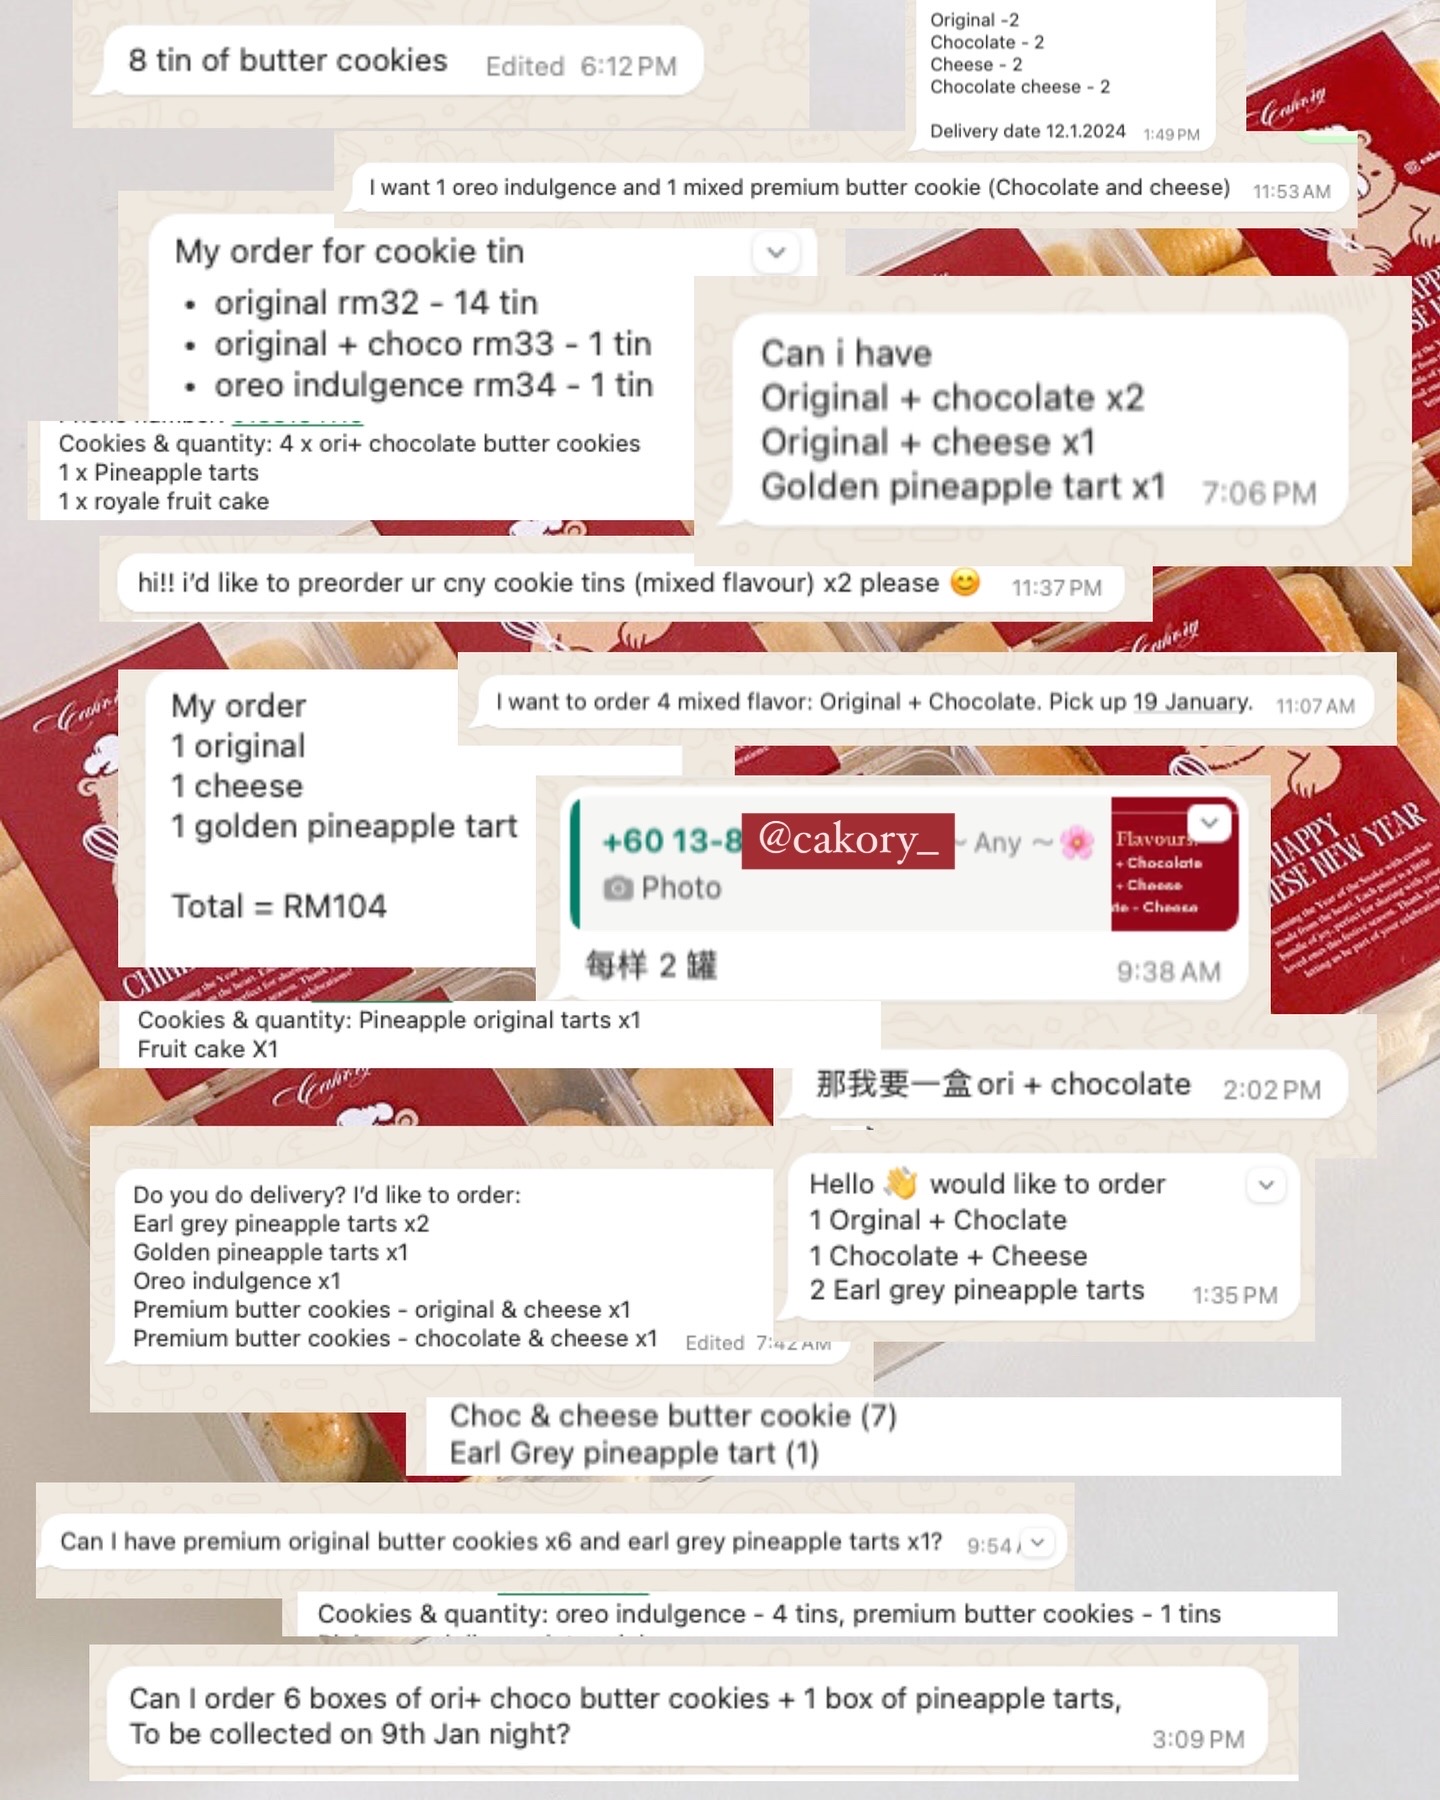 8 tin of butter cookies Edited 6:12 PM
Original -2
Chocolate - 2
Cheese - 2
Chocolate cheese - 2
Delivery date 12.1.2024 1:49 PM
Cakory
I want 1 oreo indulgence and 1 mixed premium butter cookie (Chocolate and cheese) 11:53 AM
My order for cookie tin
• original rm32 - 14 tin
• original + choco rm33 - 1 tin
• oreo indulgence rm34 - 1 tin
Can i have
Original + chocolate x2
Original + cheese x1
Golden pineapple tart x1 7:06 PM
Cookies & quantity: 4 x ori+ chocolate butter cookies
1 x Pineapple tarts
1 x royale fruit cake
hi!! i'd like to preorder ur cny cookie tins (mixed flavour) x2 please 😊 11:37 PM
Cakory
I want to order 4 mixed flavor: Original + Chocolate. Pick up 19 January. 11:07 AM
My order
1 original
1 cheese
1 golden pineapple tart
Total = RM104
+60 13-8 @cakory_ ~ Any ~🌸
Photo
Flavours:
+ Chocolate
+ Cheese
- Cheese
每样 2 罐 9:38 AM
HAPPY
NEW YEAR
Cookies & quantity: Pineapple original tarts x1
Fruit cake X1
Cakory
那我要一盒ori + chocolate 2:02 PM
Do you do delivery? I'd like to order:
Earl grey pineapple tarts x2
Golden pineapple tarts x1
Oreo indulgence x1
Premium butter cookies - original & cheese x1
Premium butter cookies - chocolate & cheese x1 Edited 7:42 AM
Hello 👋 would like to order
1 Orginal + Choclate
1 Chocolate + Cheese
2 Earl grey pineapple tarts 1:35 PM
Choc & cheese butter cookie (7)
Earl Grey pineapple tart (1)
Can I have premium original butter cookies x6 and earl grey pineapple tarts x1? 9:54
Cookies & quantity: oreo indulgence - 4 tins, premium butter cookies - 1 tins
Can I order 6 boxes of ori+ choco butter cookies + 1 box of pineapple tarts,
To be collected on 9th Jan night? 3:09 PM